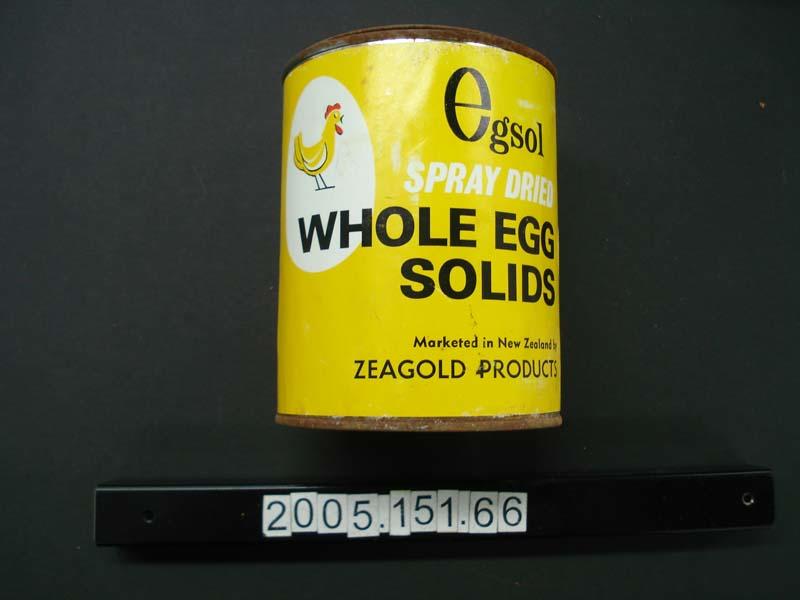 egsol
SPRAY DRIED
WHOLE EGG
SOLIDS
Marketed in New Zealand by
ZEAGOLD PRODUCTS
2005.151.66